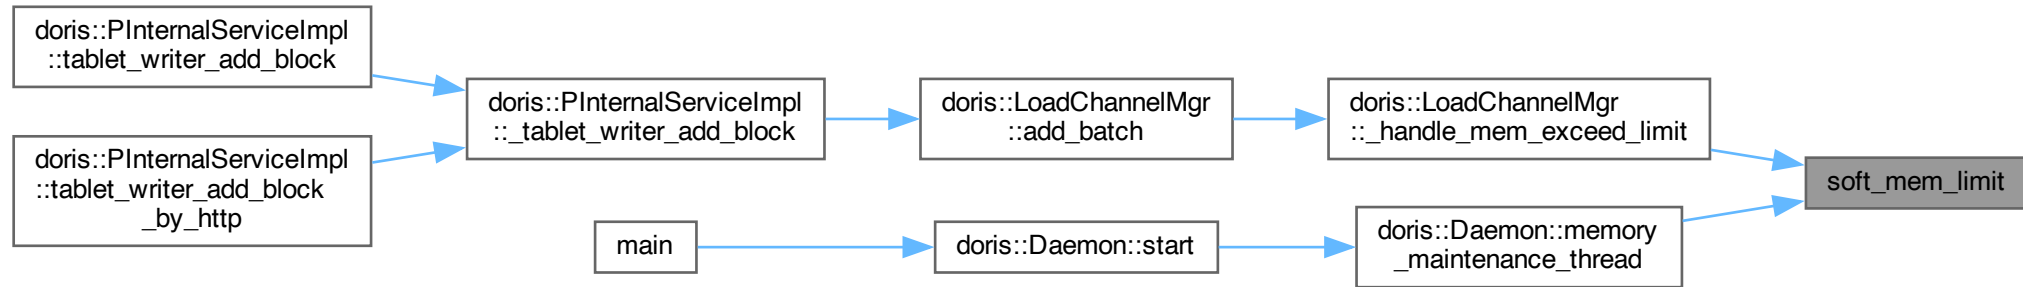 doris::PInternalServiceImpl
::tablet_writer_add_block
doris::PInternalServiceImpl
::tablet_writer_add_block
_by_http
doris::PInternalServiceImpl
::_tablet_writer_add_block
doris::LoadChannelMgr
::add_batch
doris::LoadChannelMgr
::_handle_mem_exceed_limit
soft_mem_limit
main
doris::Daemon::start
doris::Daemon::memory
_maintenance_thread